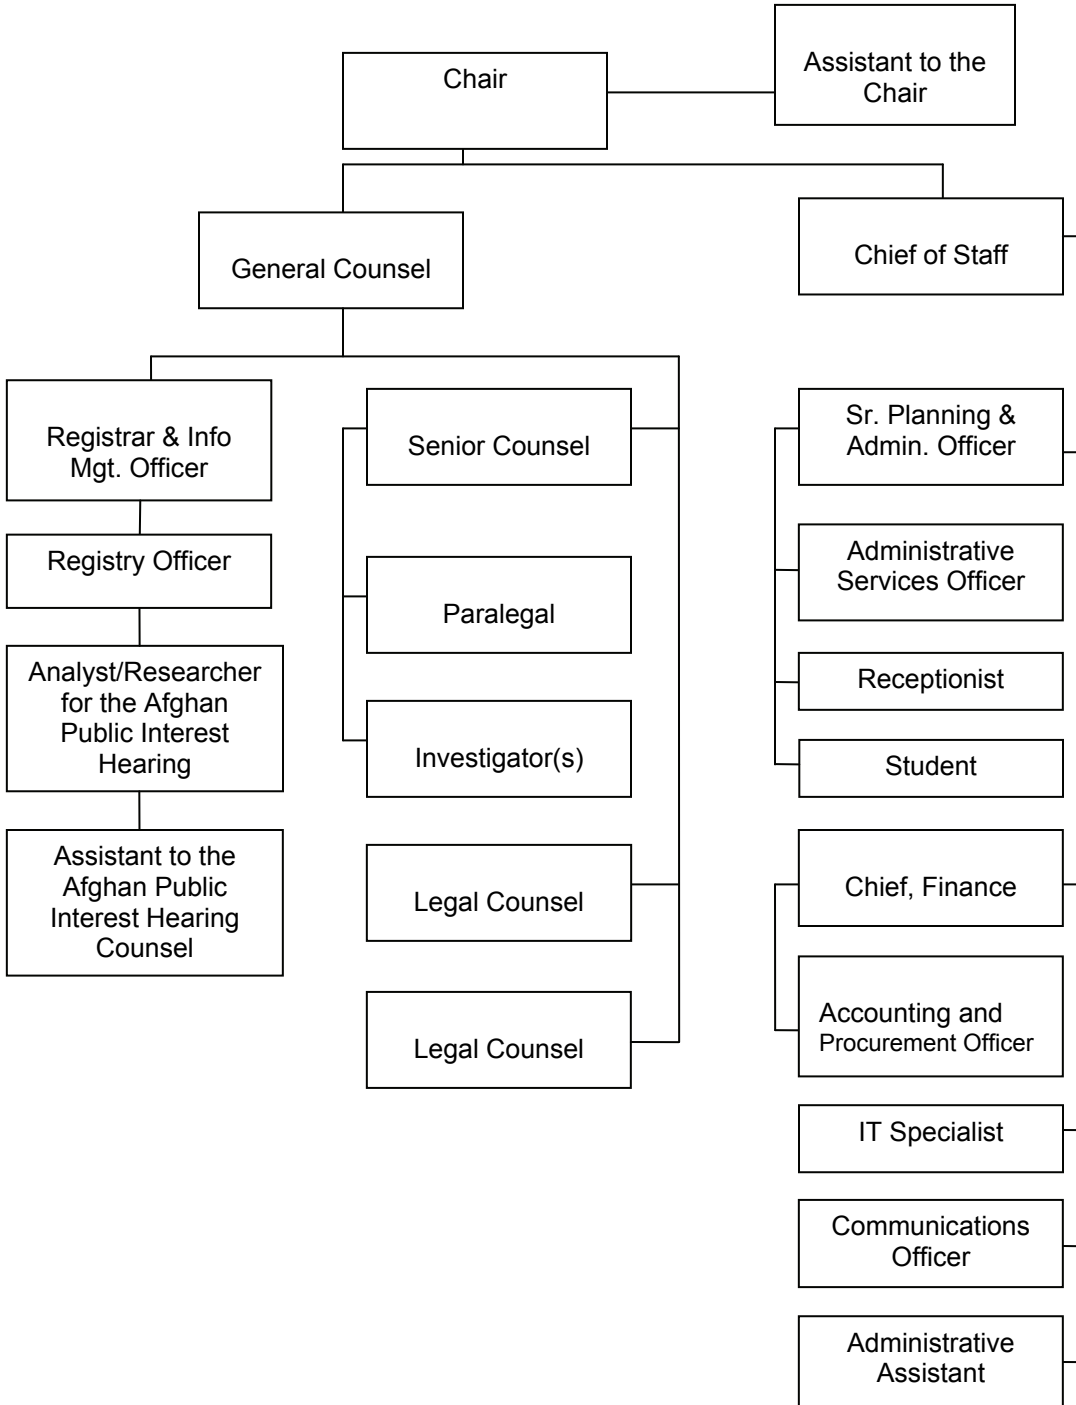 Chair
Assistant to the
Chair
General Counsel
Chief of Staff
Registrar & Info
Mgt. Officer
Registry Officer
Analyst/Researcher
for the Afghan
Public Interest
Hearing
Assistant to the
Afghan Public
Interest Hearing
Counsel
Senior Counsel
Paralegal
Investigator(s)
Legal Counsel
Legal Counsel
Sr. Planning &
Admin. Officer
Administrative
Services Officer
Receptionist
Student
Chief, Finance
Accounting and
Procurement Officer
IT Specialist
Communications
Officer
Administrative
Assistant